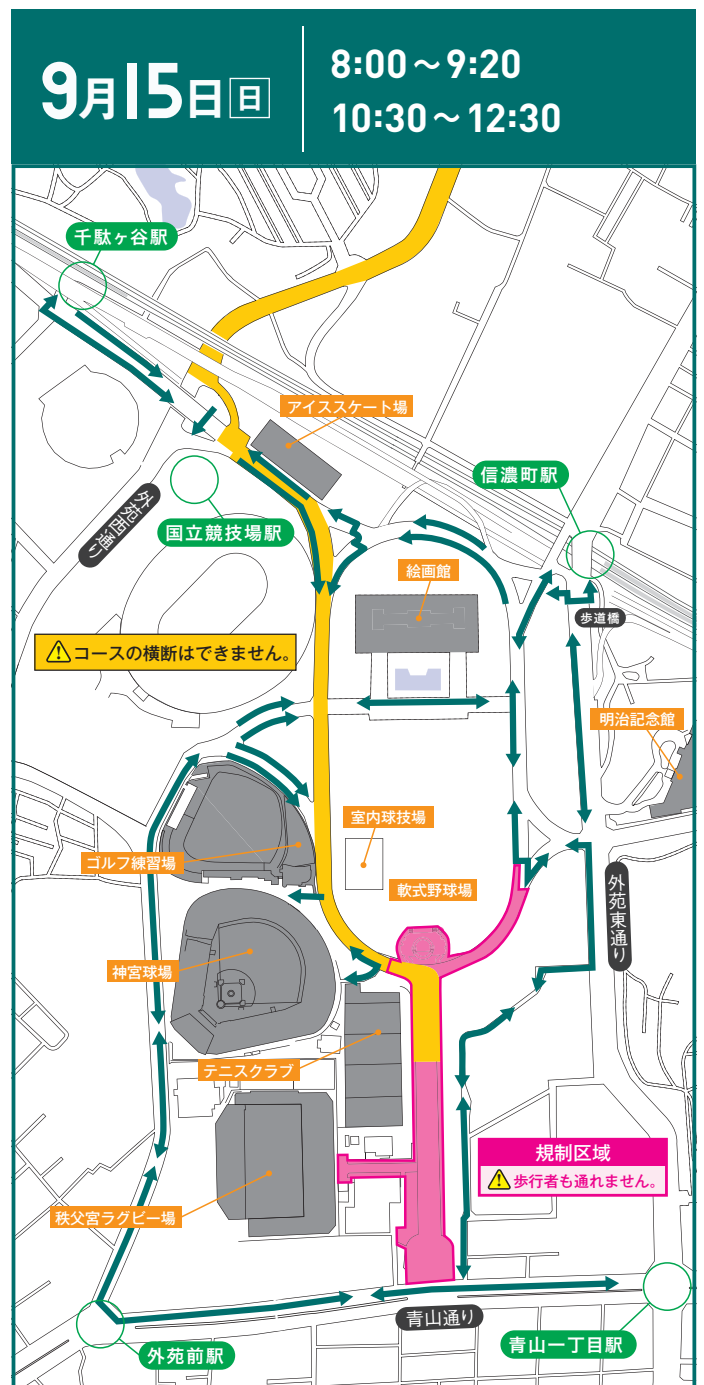 9月15日日
8:00～9:20
10:30～12:30
千駄ヶ谷駅
アイススケート場
信濃町駅
外苑西通り
国立競技場駅
絵画館
歩道橋
コースの横断はできません。
明治記念館
室内球技場
ゴルフ練習場
軟式野球場
外苑東通り
神宮球場
テニスクラブ
規制区域
歩行者も通れません。
秩父宮ラグビー場
青山通り
外苑前駅
青山一丁目駅